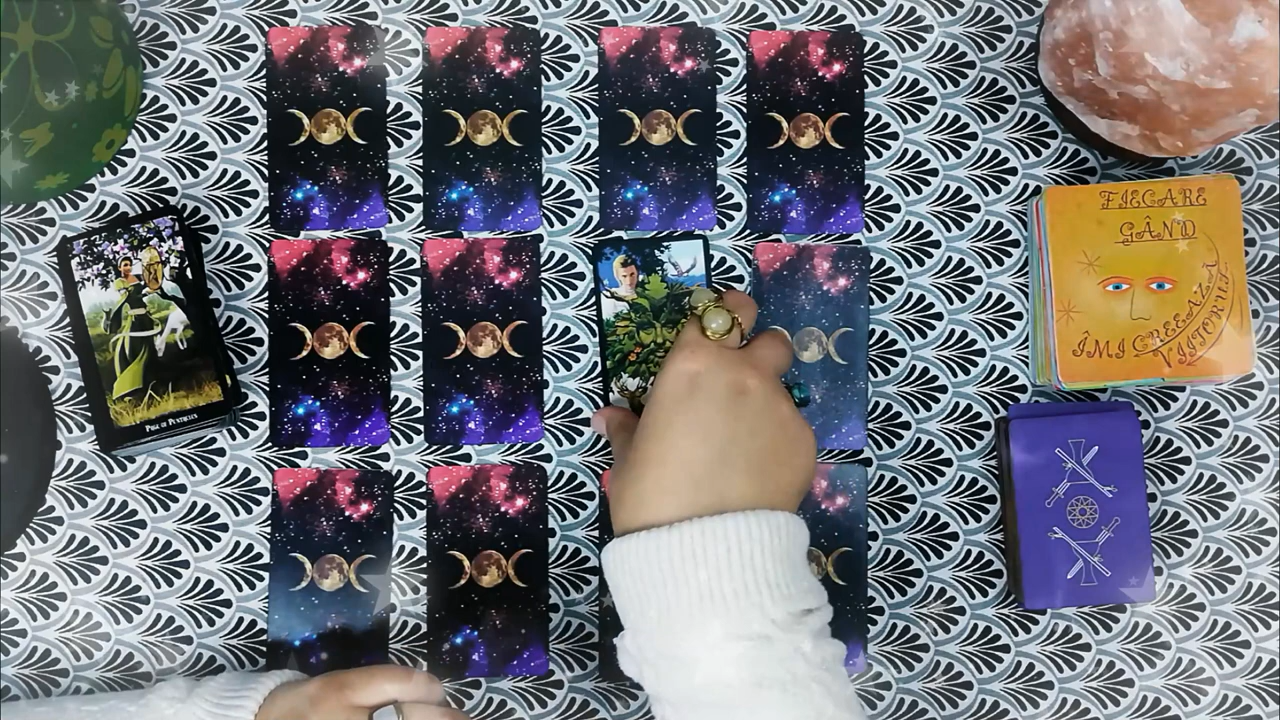 PAGE OF PENTACLES
FIECARE
GÂND
ÎMI CREEAZĂ
VIITORUL